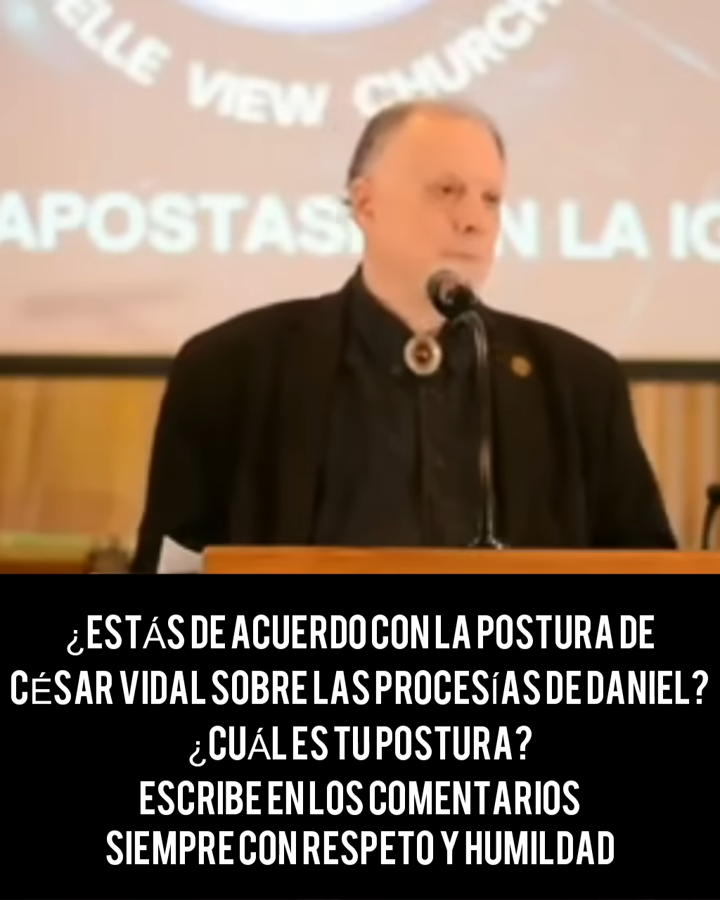 ELLE VIEW CHURCH
APOSTAS N LA IG
¿ESTÁS DE ACUERDO CON LA POSTURA DE
CÉSAR VIDAL SOBRE LAS PROCESÍAS DE DANIEL?
¿CUÁL ES TU POSTURA?
ESCRIBE EN LOS COMENTARIOS
SIEMPRE CON RESPETO Y HUMILDAD